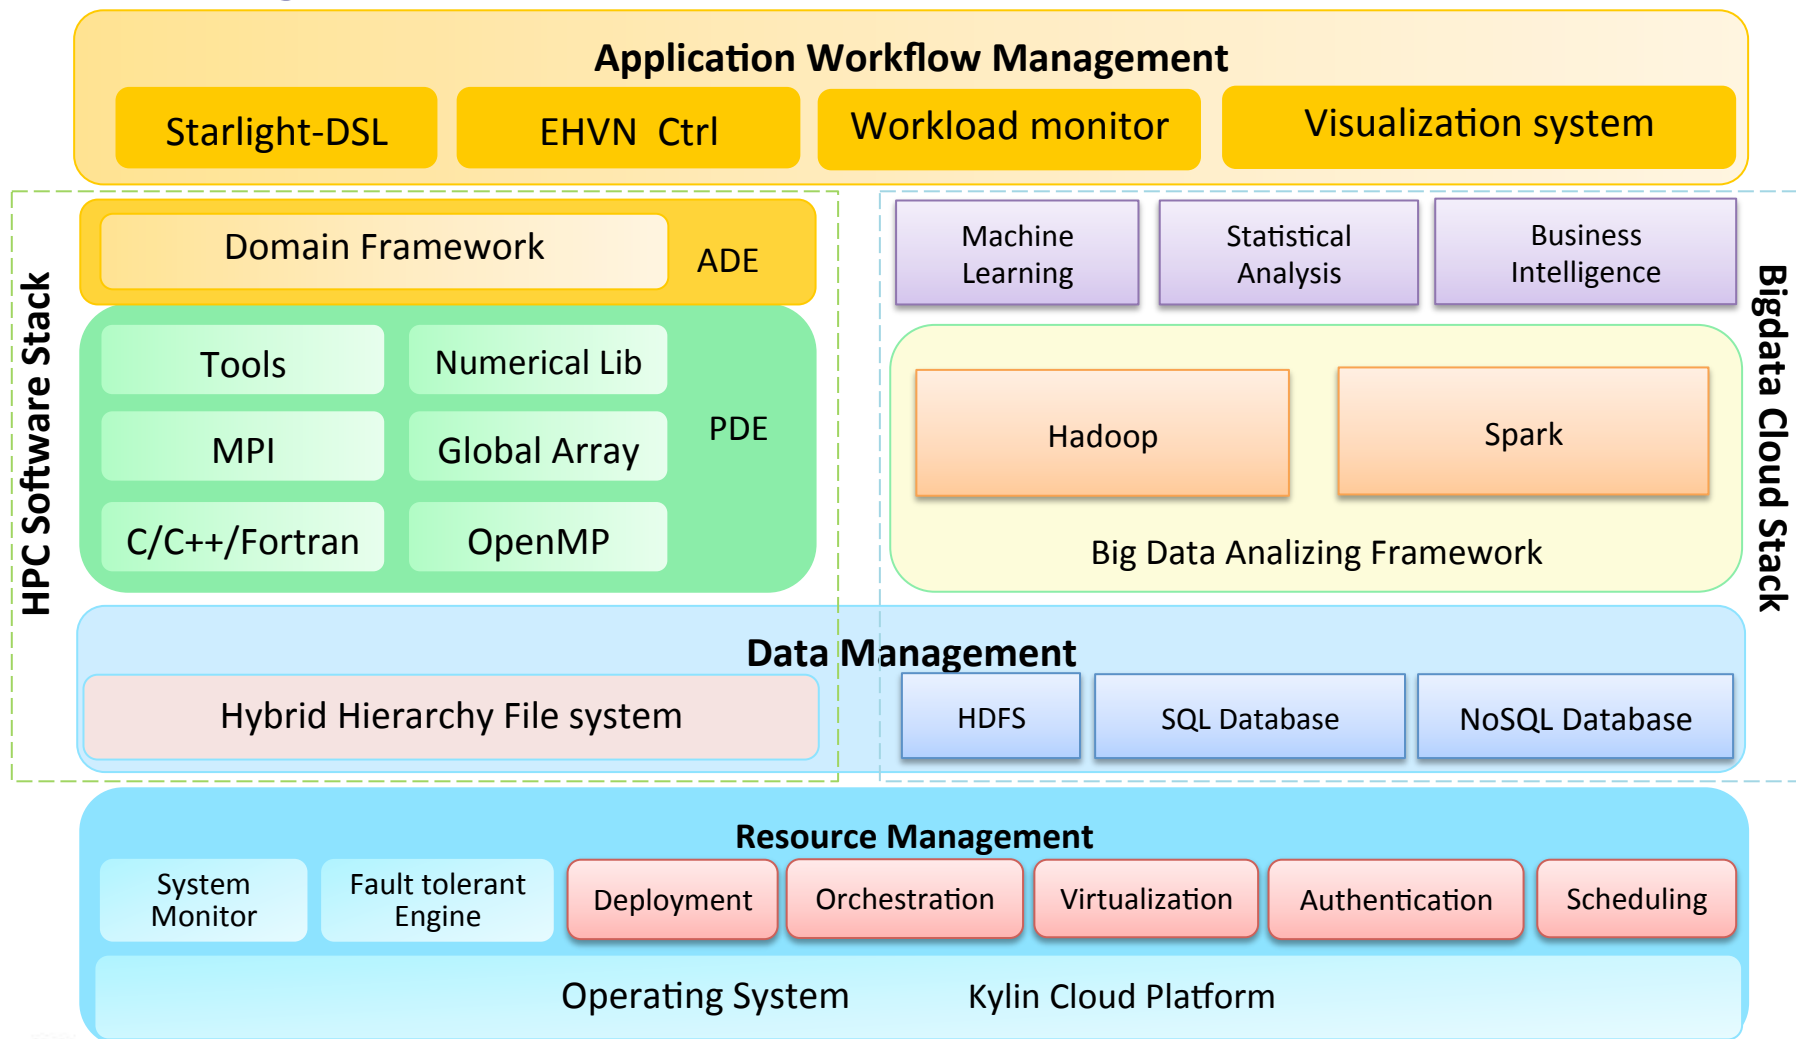 Application Workflow Management
Starlight-DSL
EHVN Ctrl
Workload monitor
Visualization system
HPC Software Stack
Domain Framework
ADE
Tools
Numerical Lib
MPI
Global Array
PDE
C/C++/Fortran
OpenMP
Machine
Learning
Statistical
Analysis
Business
Intelligence
Hadoop
Spark
Big Data Analizing Framework
Bigdata Cloud Stack
Data Management
Hybrid Hierarchy File system
HDFS
SQL Database
NoSQL Database
Resource Management
System
Monitor
Fault tolerant
Engine
Deployment
Orchestration
Virtualization
Authentication
Scheduling
Operating System
Kylin Cloud Platform